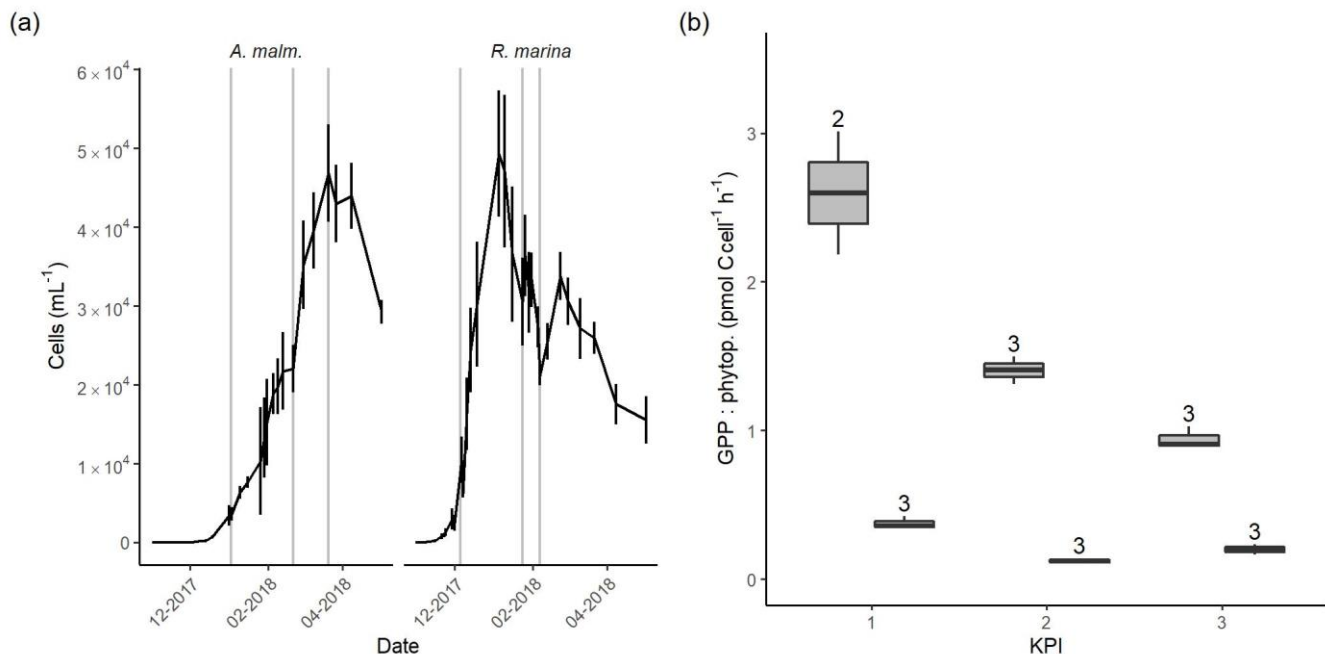 (a)
A. malm.
R. marina
6 × 10⁴
5 × 10⁴
4 × 10⁴
3 × 10⁴
2 × 10⁴
1 × 10⁴
0
Cells (mL⁻¹)
12-2017
02-2018
04-2018
12-2017
02-2018
04-2018
Date
(b)
3
2
1
0
GPP : phytop. (pmol C cell⁻¹ h⁻¹)
2
3
3
3
3
3
1
2
3
KPI